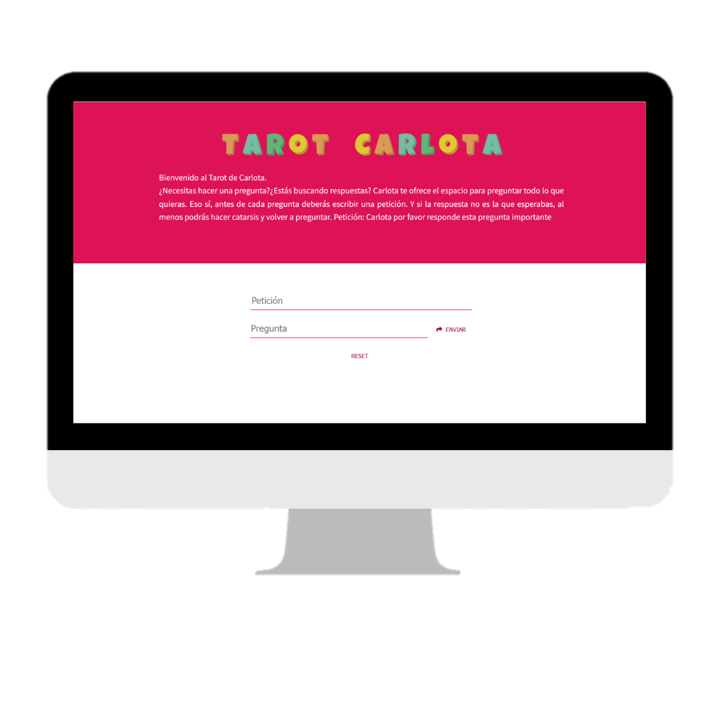 TAROT CARLOTA
Bienvenido al Tarot de Carlota.
¿Necesitas hacer una pregunta?¿Estás buscando respuestas? Carlota te ofrece el espacio para preguntar todo lo que
quieras. Eso sí, antes de cada pregunta deberás escribir una petición. Y si la respuesta no es la que esperabas, al
menos podrás hacer catarsis y volver a preguntar. Petición: Carlota por favor responde esta pregunta importante
Petición
Pregunta ENVIAR
RESET